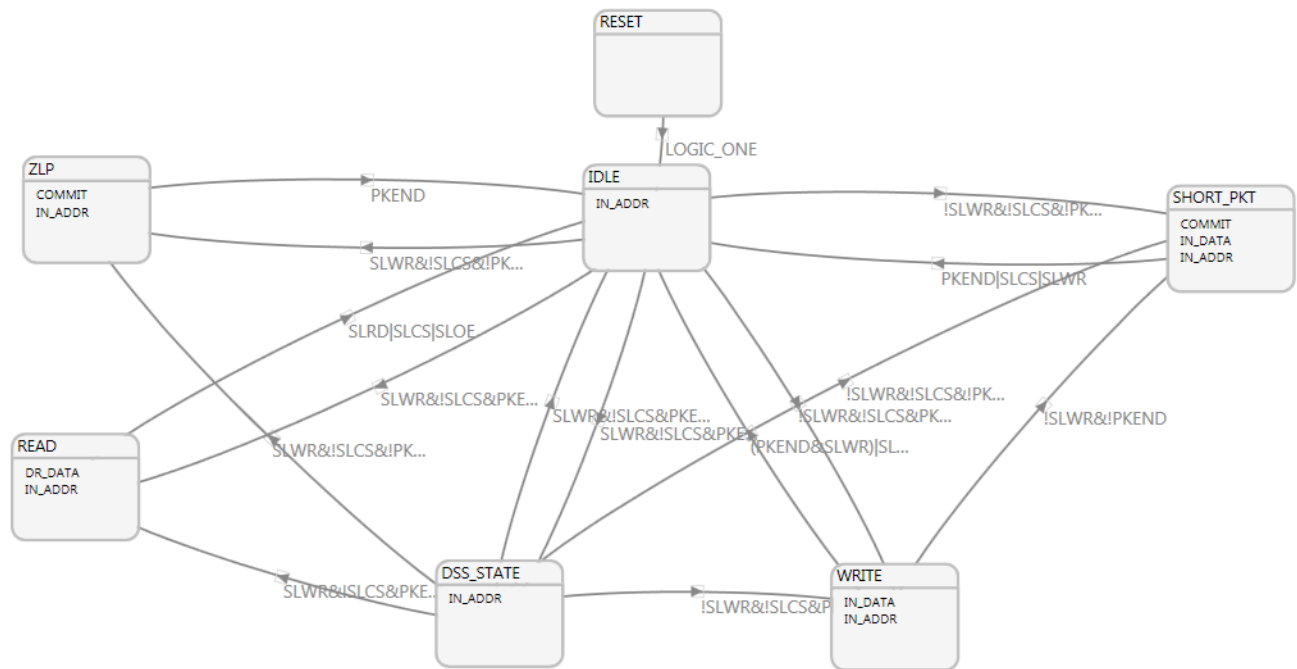 RESET
LOGIC_ONE
ZLP
COMMIT
IN_ADDR
PKEND
IDLE
IN_ADDR
!SLWR&!SLCS&!PK...
SHORT_PKT
COMMIT
IN_DATA
IN_ADDR
SLWR&!SLCS&!PK...
PKEND|SLCS|SLWR
SLRD|SLCS|SLOE
SLWR&!SLCS&PKE...
!SLWR&!SLCS&!PK...
SLWR&!SLCS&PKE...
!SLWR&!SLCS&PK...
!SLWR&!PKEND
READ
DR_DATA
IN_ADDR
SLWR&!SLCS&!PK...
SLWR&!SLCS&PKE
(PKEND&SLWR)|SL...
DSS_STATE
IN_ADDR
WRITE
IN_DATA
IN_ADDR
SLWR&!SLCS&PKE...
!SLWR&!SLCS&P